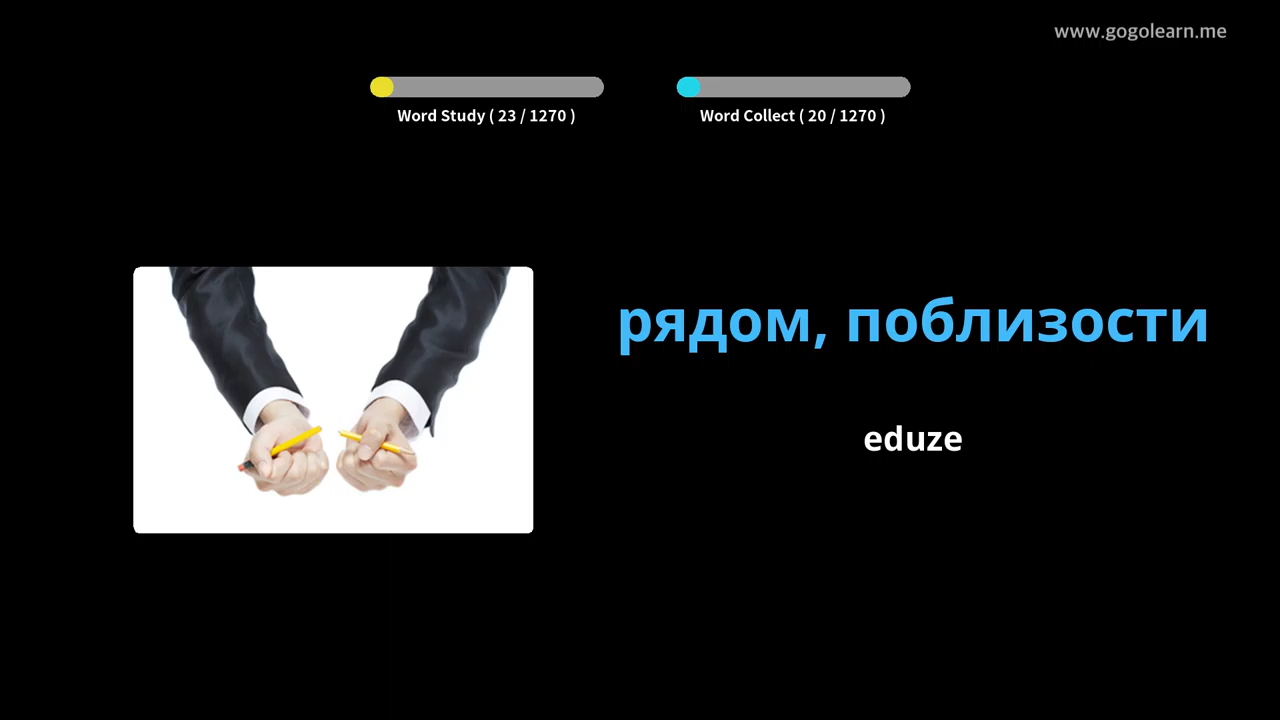 www.gogolearn.me
Word Study ( 23 / 1270 )
Word Collect ( 20 / 1270 )
рядом, поблизости
eduze